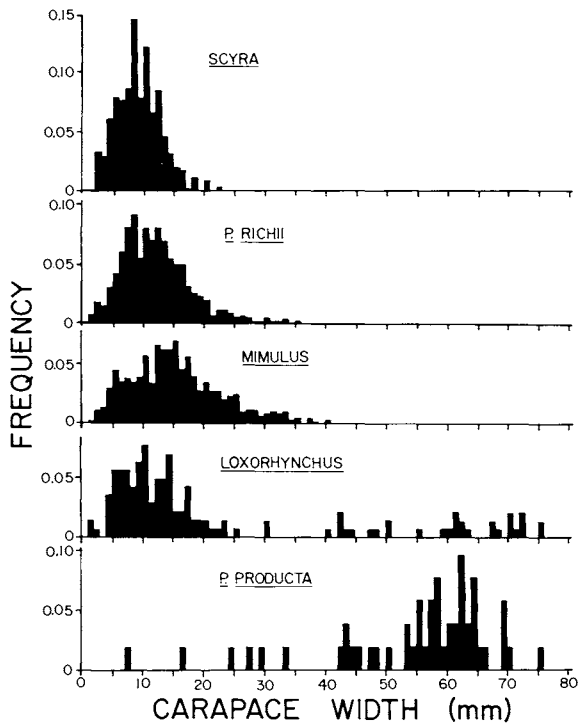 0.15
SCYRA
0.10
0.05
0
0.10
P. RICHII
0.05
0
MIMULUS
0.05
0
LOXORHYNCHUS
0.05
0
0.10
P. PRODUCTA
0.05
0
0 10 20 30 40 50 60 70 80
CARAPACE WIDTH (mm)
FREQUENCY